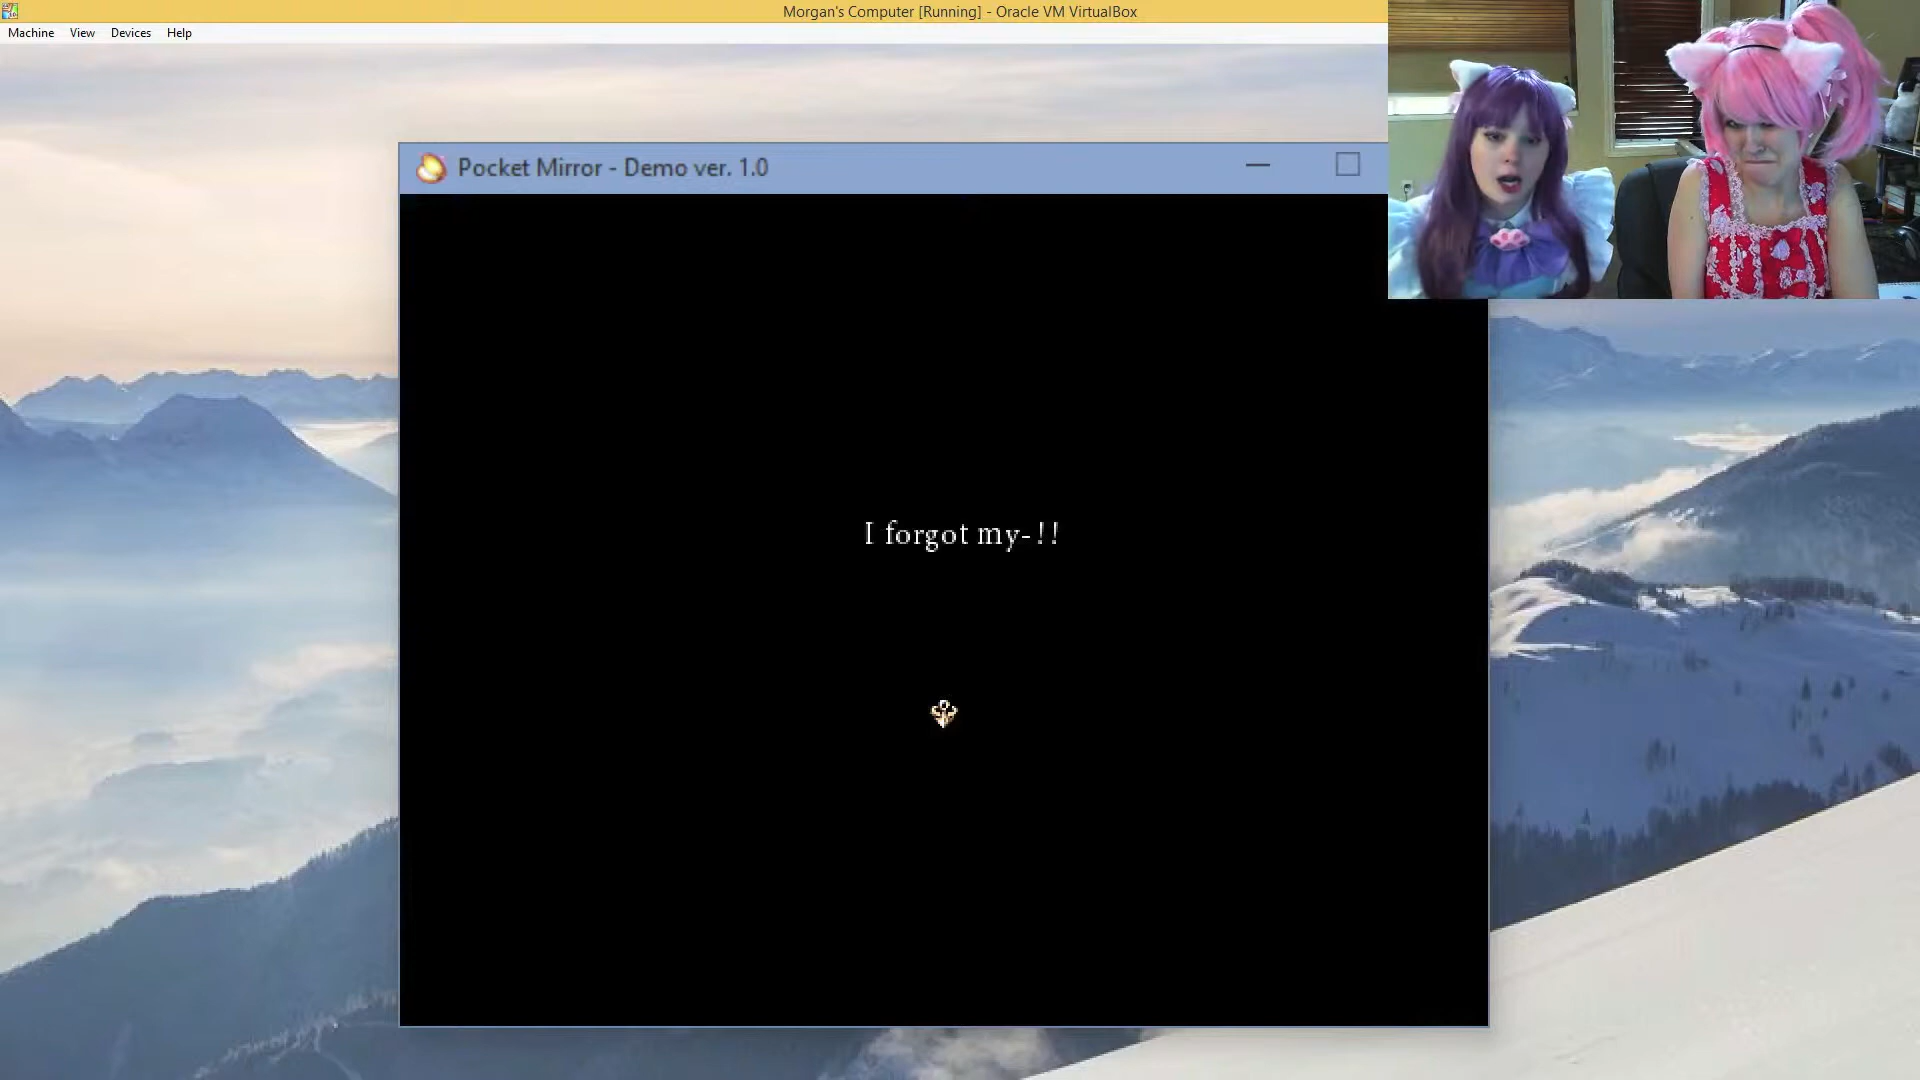 Morgan's Computer [Running] - Oracle VM VirtualBox
Machine View Devices Help
Pocket Mirror - Demo ver. 1.0
I forgot my-!!